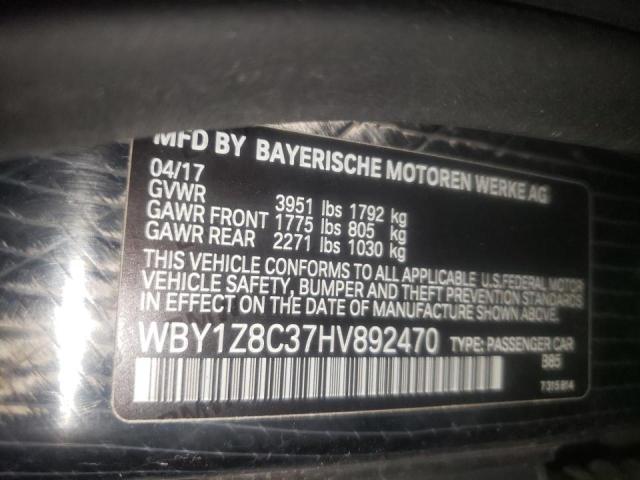 MFD BY BAYERISCHE MOTOREN WERKE AG
04/17
GVWR 3951 lbs 1792 kg
GAWR FRONT 1775 lbs 805 kg
GAWR REAR 2271 lbs 1030 kg
THIS VEHICLE CONFORMS TO ALL APPLICABLE U.S. FEDERAL MOTOR
VEHICLE SAFETY, BUMPER AND THEFT PREVENTION STANDARDS
IN EFFECT ON THE DATE OF MANUFACTURE SHOWN ABOVE.
WBY1Z8C37HV892470 TYPE: PASSENGER CAR
B85
7315814